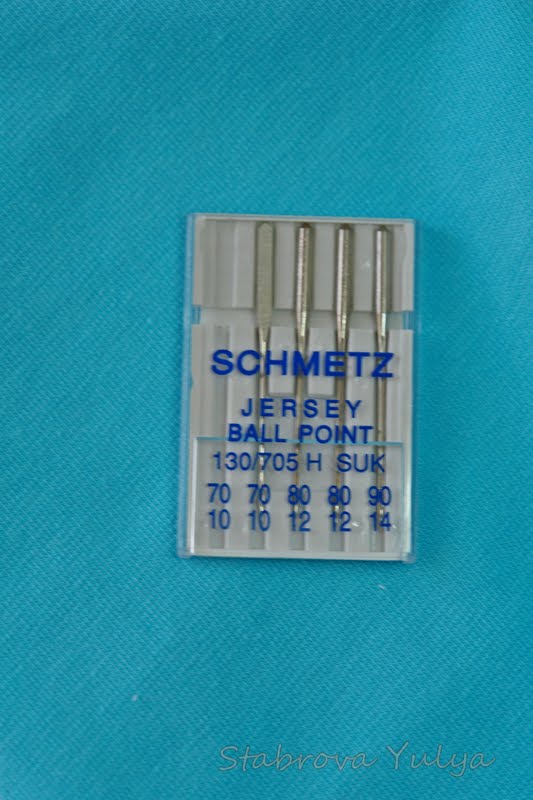 SCHMETZ
JERSEY
BALL POINT
130/705 H SUK
70 70 80 80 90
10 10 12 12 14
Stabrova Yulya